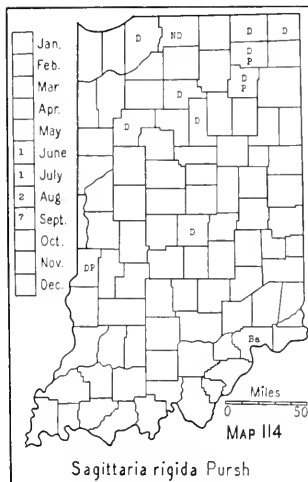 Jan.
Feb.
Mar
Apr.
May
1 June
1 July
2 Aug
7 Sept.
Oct.
Nov.
Dec.
D ND D D
D
P
D D
P
D D
D
DP
Ba
Miles
0 50
MAP 114
Sagittaria rigida Pursh